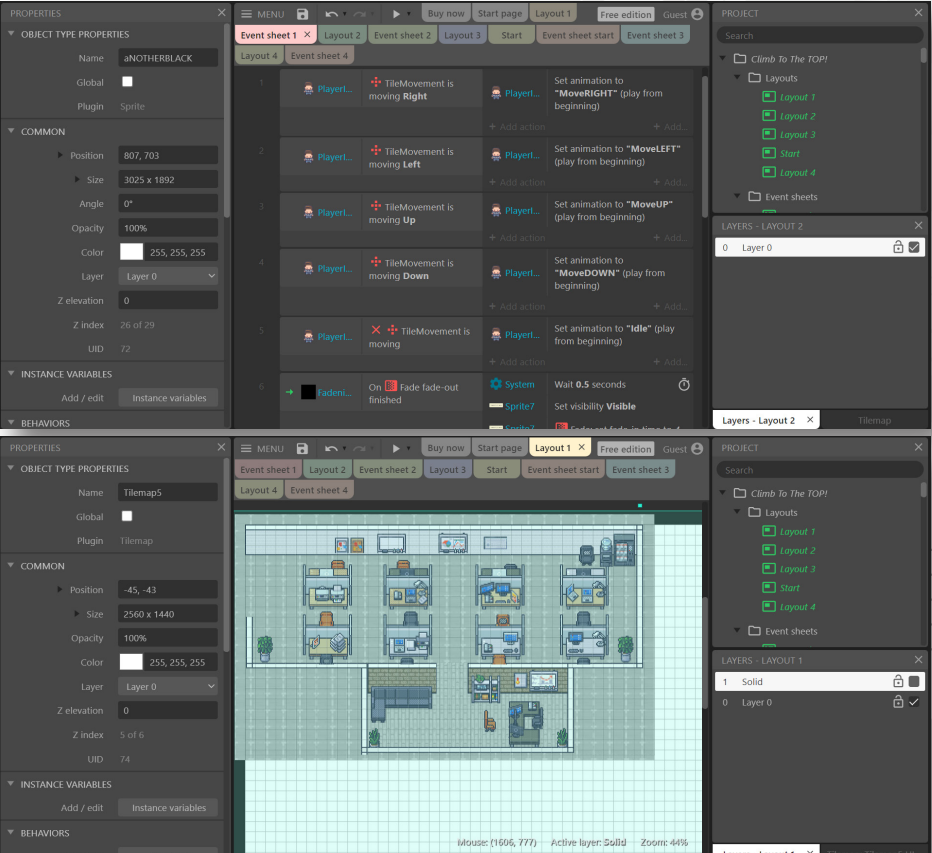 PROPERTIES
OBJECT TYPE PROPERTIES
Name aNOTHERBLACK
Global
Plugin Sprite
COMMON
Position 807, 703
Size 3025 x 1892
Angle 0°
Opacity 100%
Color 255, 255, 255
Layer Layer 0
Z elevation 0
Z index 26 of 29
UID 72
INSTANCE VARIABLES
Add / edit Instance variables
BEHAVIORS
MENU Buy now Start page Layout 1 Free edition Guest
Event sheet 1 Layout 2 Event sheet 2 Layout 3 Start Event sheet start Event sheet 3
Layout 4 Event sheet 4
1 PlayerI... TileMovement is moving Right PlayerI... Set animation to "MoveRIGHT" (play from beginning)
+ Add action + Add...
2 PlayerI... TileMovement is moving Left PlayerI... Set animation to "MoveLEFT" (play from beginning)
+ Add action + Add...
3 PlayerI... TileMovement is moving Up PlayerI... Set animation to "MoveUP" (play from beginning)
+ Add action + Add...
4 PlayerI... TileMovement is moving Down PlayerI... Set animation to "MoveDOWN" (play from beginning)
+ Add action + Add...
5 PlayerI... TileMovement is moving PlayerI... Set animation to "Idle" (play from beginning)
+ Add action + Add...
6 Fadeni... On Fade fade-out finished System Wait 0.5 seconds
Sprite7 Set visibility Visible
Sprite7
PROJECT
Search
Climb To The TOP!
Layouts
Layout 1
Layout 2
Layout 3
Start
Layout 4
Event sheets
LAYERS - LAYOUT 2
0 Layer 0
Layers - Layout 2 Tilemap
PROPERTIES
OBJECT TYPE PROPERTIES
Name Tilemap5
Global
Plugin Tilemap
COMMON
Position -45, -43
Size 2560 x 1440
Opacity 100%
Color 255, 255, 255
Layer Layer 0
Z elevation 0
Z index 5 of 6
UID 74
INSTANCE VARIABLES
Add / edit Instance variables
BEHAVIORS
MENU Buy now Start page Layout 1 Free edition Guest
Event sheet 1 Layout 2 Event sheet 2 Layout 3 Start Event sheet start Event sheet 3
Layout 4 Event sheet 4
Mouse: (1606, 777) Active layer: Solid Zoom: 44%
PROJECT
Search
Climb To The TOP!
Layouts
Layout 1
Layout 2
Layout 3
Start
Layout 4
Event sheets
LAYERS - LAYOUT 1
1 Solid
0 Layer 0